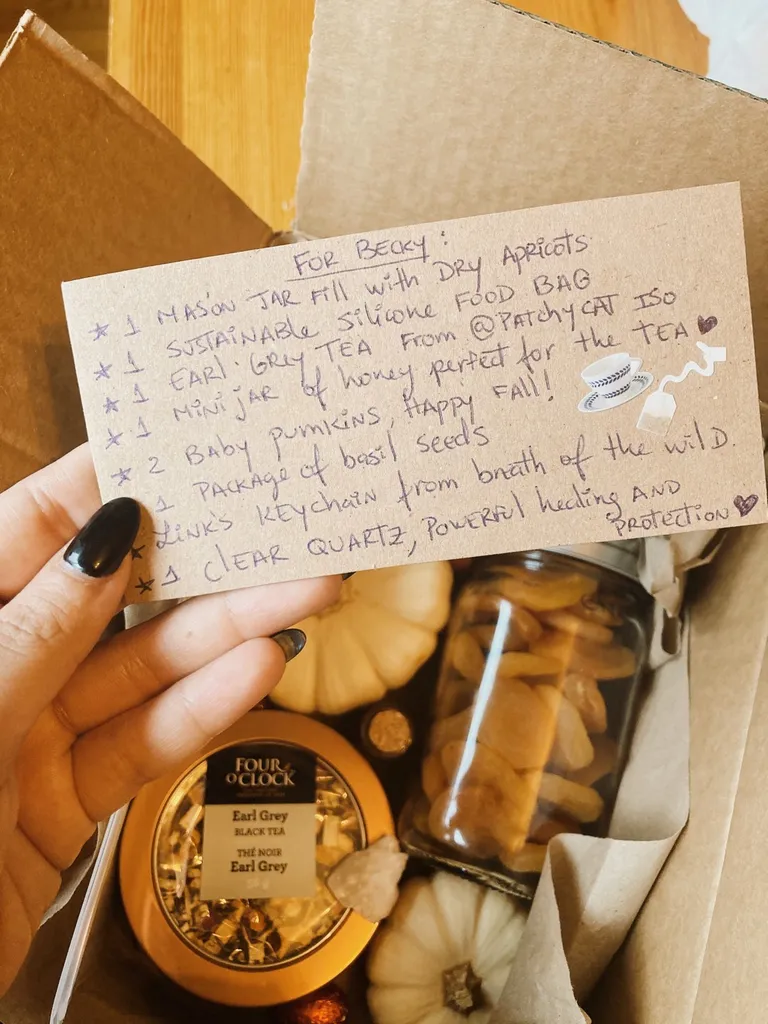 FOR BECKY:
* 1 MASON JAR Fill with DRY APRICOTS
* 1 SUSTAINABLE Silicone FOOD BAG
* 1 EARL GREY TEA FROM @PATCHYCAT ISO
* 1 MiNi JAR of honey perfect for the TEA ♥
* 2 BABY pumkins, HAPPY FALL!
1 PACKAGE of basil seeds
* LiNK'S KEYCHAIN from breath of the wilD.
* 1 ClEAR QUARTZ, POWERFUl healing AND
PROTECTION ♥
FOUR
O'CLOCK
Earl Grey
BLACK TEA
THÉ NOIR
Earl Grey